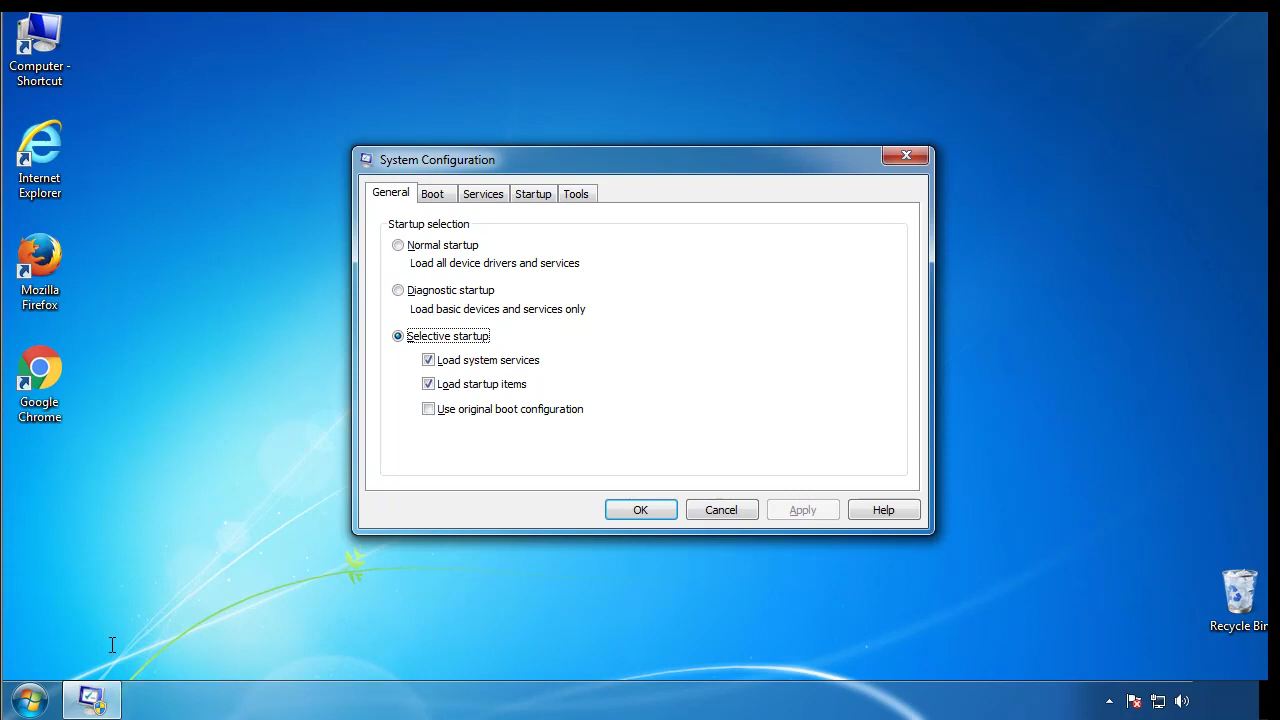 Computer -
Shortcut
Internet
Explorer
Mozilla
Firefox
Google
Chrome
System Configuration
General
Boot
Services
Startup
Tools
Startup selection
Normal startup
Load all device drivers and services
Diagnostic startup
Load basic devices and services only
Selective startup
Load system services
Load startup items
Use original boot configuration
OK
Cancel
Apply
Help
Recycle Bin